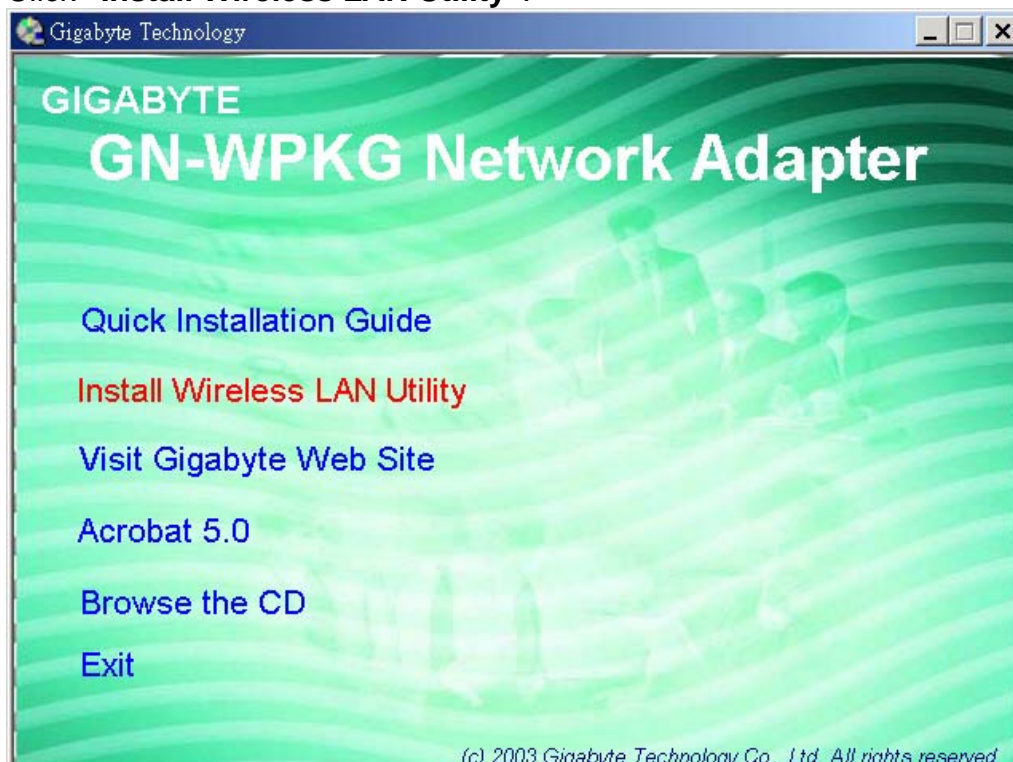 Click "Install Wireless LAN Utility".
Gigabyte Technology
GIGABYTE
GN-WPKG Network Adapter
Quick Installation Guide
Install Wireless LAN Utility
Visit Gigabyte Web Site
Acrobat 5.0
Browse the CD
Exit
(c) 2003 Gigabyte Technology Co., Ltd. All rights reserved